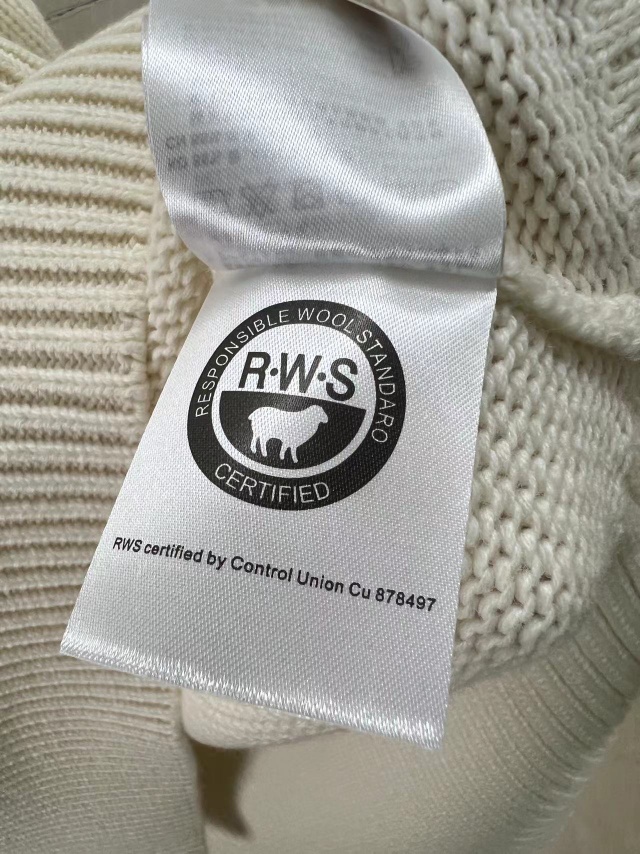 RESPONSIBLE WOOL STANDARD
R·W·S
CERTIFIED
RWS certified by Control Union Cu 878497